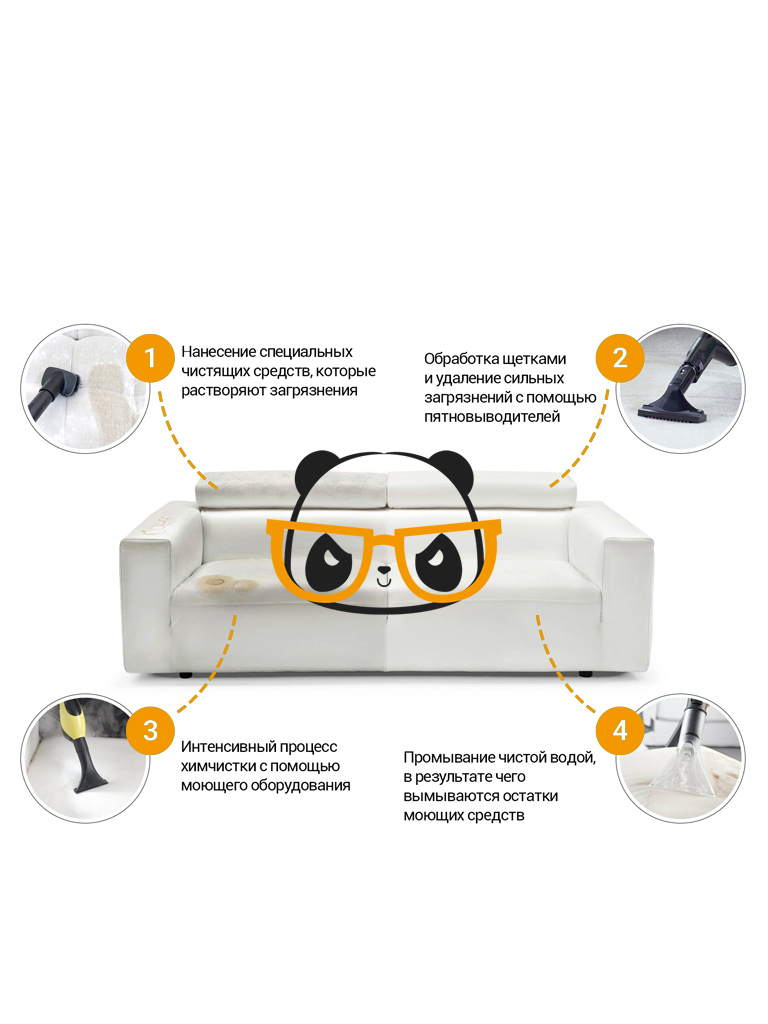 1
Нанесение специальных
чистящих средств, которые
растворяют загрязнения
2
Обработка щетками
и удаление сильных
загрязнений с помощью
пятновыводителей
3
Интенсивный процесс
химчистки с помощью
моющего оборудования
4
Промывание чистой водой,
в результате чего
вымываются остатки
моющих средств